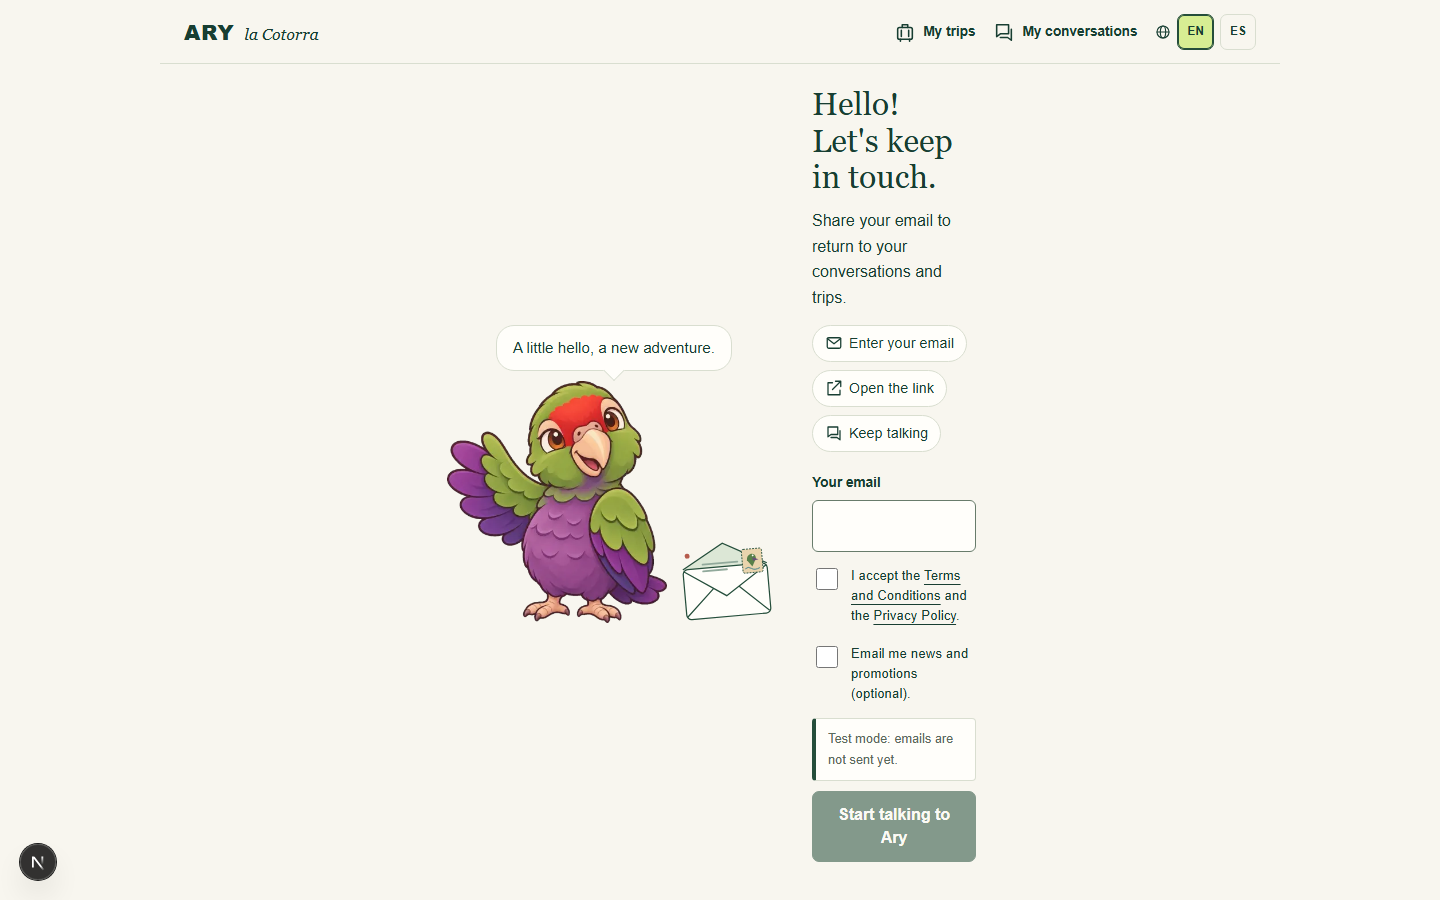 ARY la Cotorra
My trips
My conversations
EN
ES
Hello!
Let's keep
in touch.
Share your email to
return to your
conversations and
trips.
A little hello, a new adventure.
Enter your email
Open the link
Keep talking
Your email
I accept the Terms
and Conditions and
the Privacy Policy.
Email me news and
promotions
(optional).
Test mode: emails are
not sent yet.
Start talking to
Ary
N